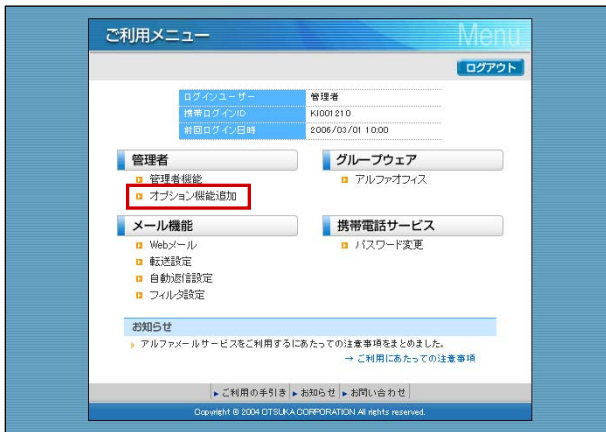 ご利用メニュー
Menu
ログアウト
ログインユーザー 管理者
携帯ログインID KI001210
前回ログイン日時 2006/03/01 10:00
管理者 グループウェア
管理者機能 アルファオフィス
オプション機能追加
メール機能 携帯電話サービス
Webメール パスワード変更
転送設定
自動返信設定
フィルタ設定
お知らせ
アルファメールサービスをご利用するにあたっての注意事項をまとめました。
→ ご利用にあたっての注意事項
ご利用の手引き お知らせ お問い合わせ
Copyright © 2004 OTSUKA CORPORATION All rights reserved.